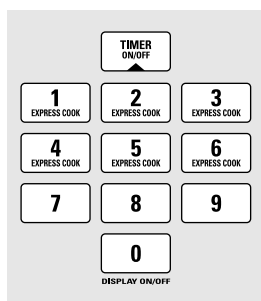 TIMER
ON/OFF
1 2 3
EXPRESS COOK EXPRESS COOK EXPRESS COOK
4 5 6
EXPRESS COOK EXPRESS COOK EXPRESS COOK
7 8 9
0
DISPLAY ON/OFF